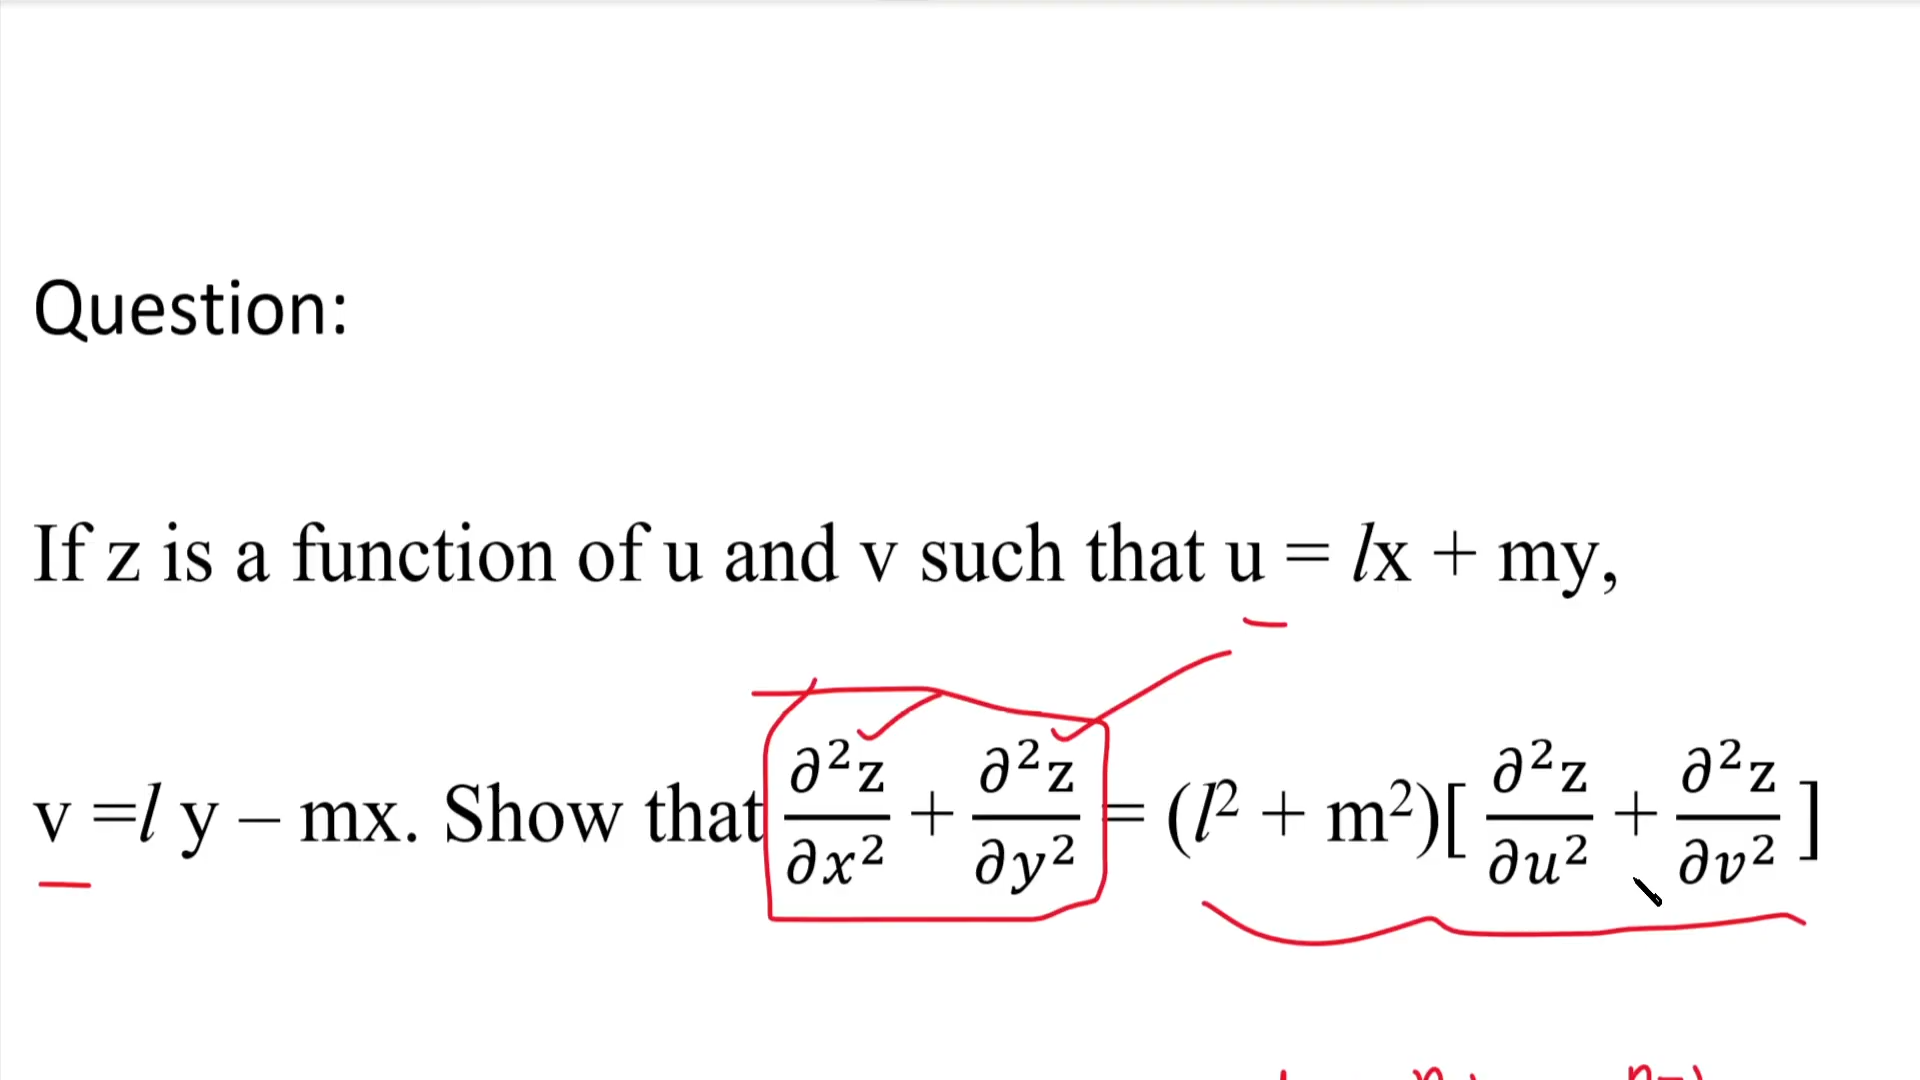 Question:
If z is a function of u and v such that u = lx + my,
v =l y – mx. Show that ∂²z/∂x² + ∂²z/∂y² = (l² + m²)[ ∂²z/∂u² + ∂²z/∂v² ]